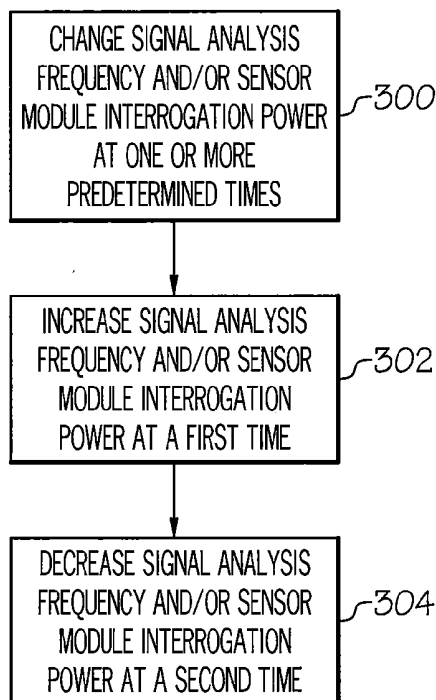 CHANGE SIGNAL ANALYSIS
FREQUENCY AND/OR SENSOR
MODULE INTERROGATION POWER
AT ONE OR MORE
PREDETERMINED TIMES
300
INCREASE SIGNAL ANALYSIS
FREQUENCY AND/OR SENSOR
MODULE INTERROGATION
POWER AT A FIRST TIME
302
DECREASE SIGNAL ANALYSIS
FREQUENCY AND/OR SENSOR
MODULE INTERROGATION
POWER AT A SECOND TIME
304